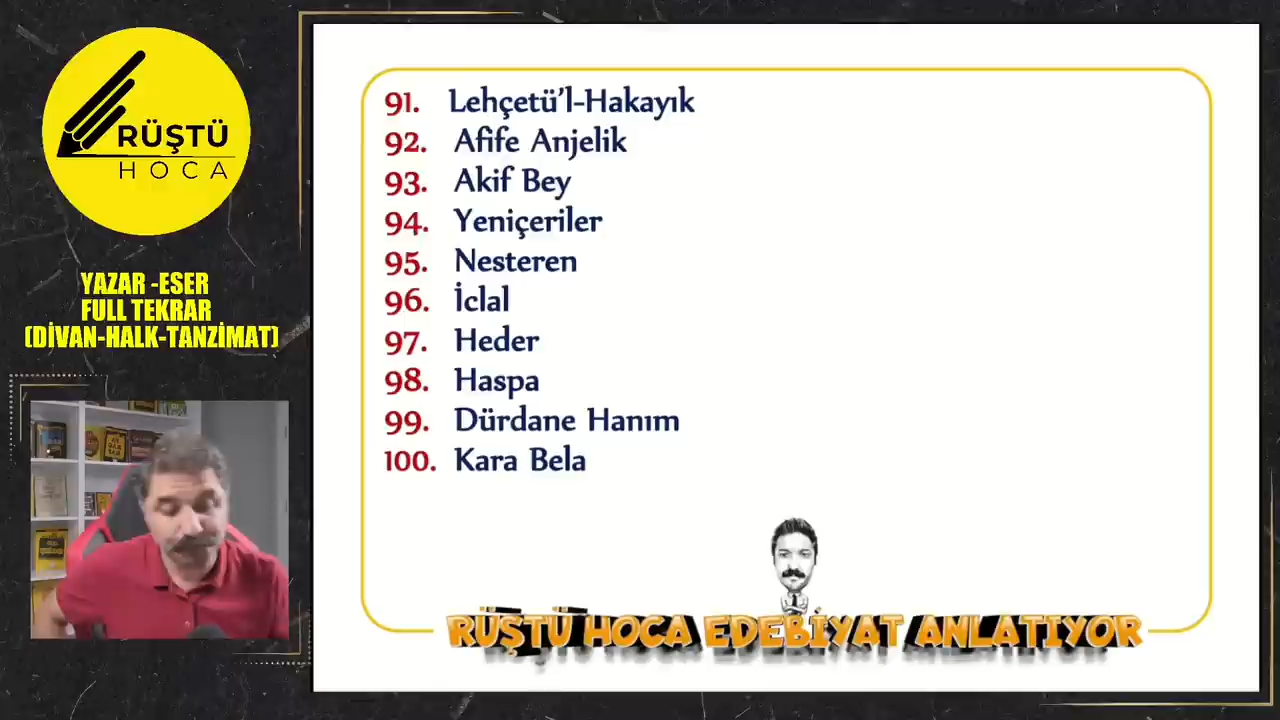 RÜŞTÜ
HOCA
YAZAR -ESER
FULL TEKRAR
(DİVAN-HALK-TANZİMAT)
91. Lehçetü'l-Hakayık
92. Afife Anjelik
93. Akif Bey
94. Yeniçeriler
95. Nesteren
96. İclal
97. Heder
98. Haspa
99. Dürdane Hanım
100. Kara Bela
RÜŞTÜ HOCA EDEBİYAT ANLATIYOR